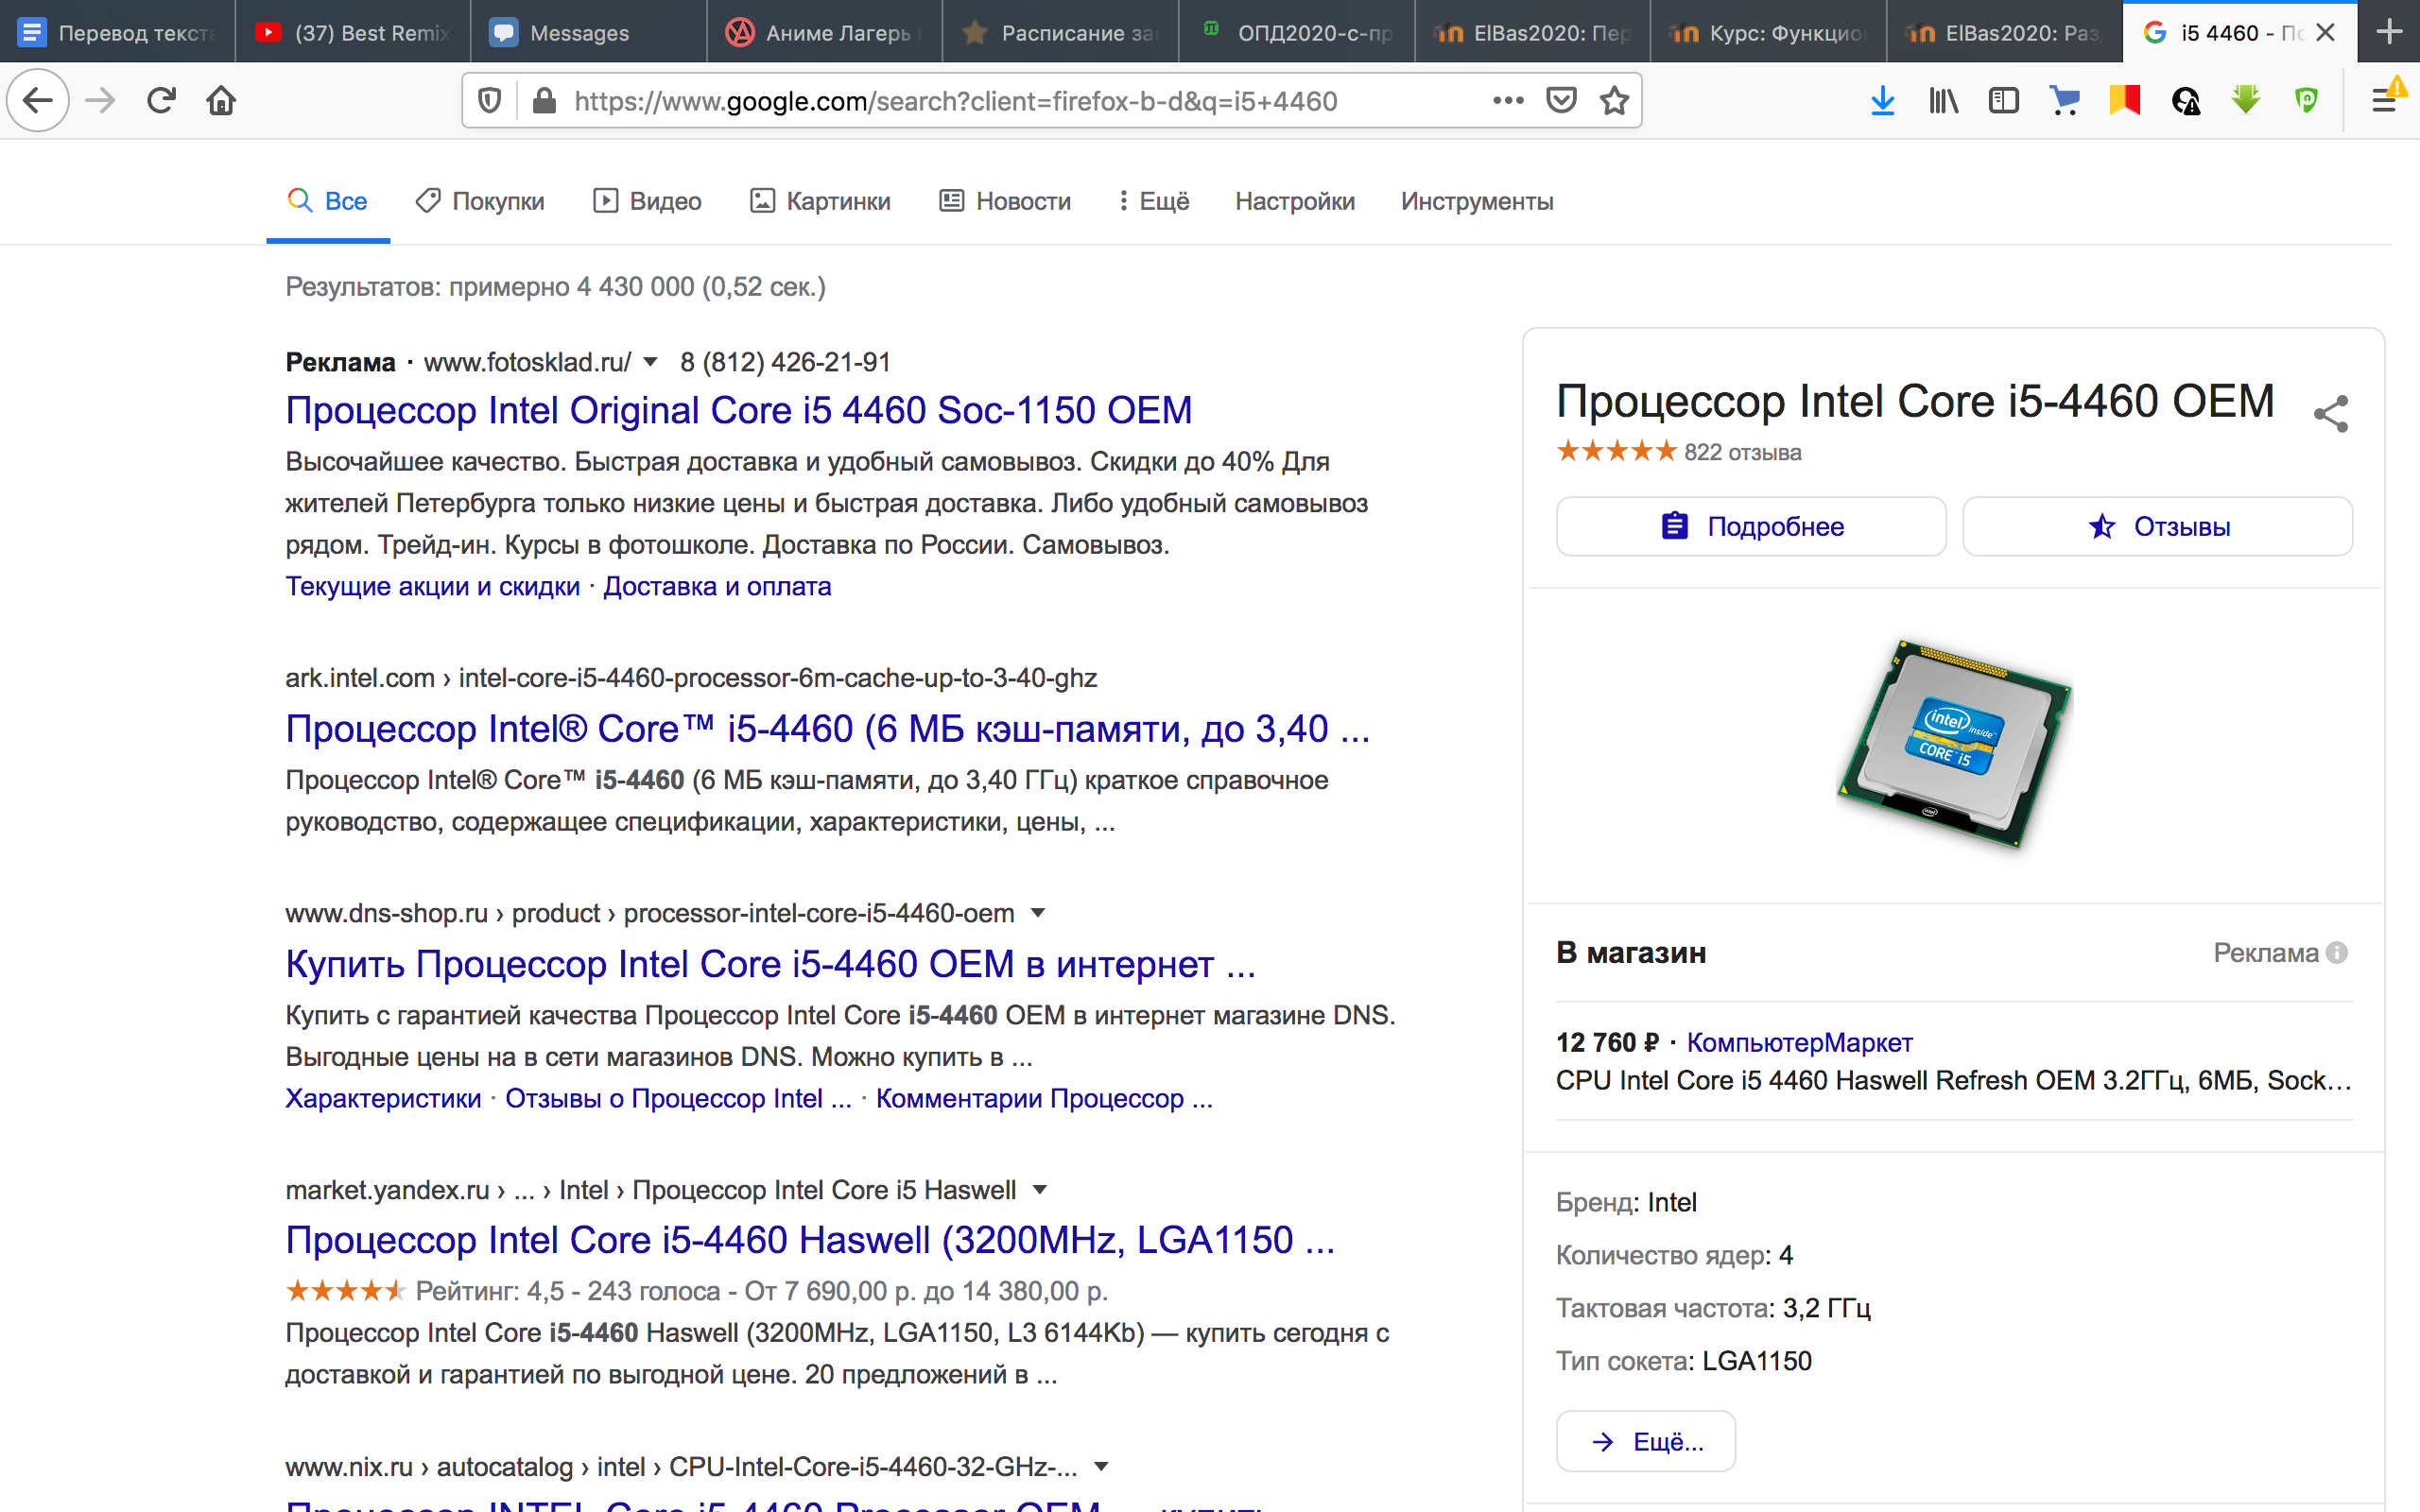 Перевод текста
(37) Best Remix
Messages
Аниме Лагерь
Расписание за
ОПД2020-с-пр
ElBas2020: Пер
Курс: Функцио
ElBas2020: Раз
i5 4460 - По
https://www.google.com/search?client=firefox-b-d&q=i5+4460
Все Покупки Видео Картинки Новости Ещё Настройки Инструменты
Результатов: примерно 4 430 000 (0,52 сек.)
Реклама · www.fotosklad.ru/ 8 (812) 426-21-91
Процессор Intel Original Core i5 4460 Soc-1150 OEM
Высочайшее качество. Быстрая доставка и удобный самовывоз. Скидки до 40% Для
жителей Петербурга только низкие цены и быстрая доставка. Либо удобный самовывоз
рядом. Трейд-ин. Курсы в фотошколе. Доставка по России. Самовывоз.
Текущие акции и скидки · Доставка и оплата
ark.intel.com › intel-core-i5-4460-processor-6m-cache-up-to-3-40-ghz
Процессор Intel® Core™ i5-4460 (6 МБ кэш-памяти, до 3,40 ...
Процессор Intel® Core™ i5-4460 (6 МБ кэш-памяти, до 3,40 ГГц) краткое справочное
руководство, содержащее спецификации, характеристики, цены, ...
www.dns-shop.ru › product › processor-intel-core-i5-4460-oem
Купить Процессор Intel Core i5-4460 OEM в интернет ...
Купить с гарантией качества Процессор Intel Core i5-4460 OEM в интернет магазине DNS.
Выгодные цены на в сети магазинов DNS. Можно купить в ...
Характеристики · Отзывы о Процессор Intel ... · Комментарии Процессор ...
market.yandex.ru › ... › Intel › Процессор Intel Core i5 Haswell
Процессор Intel Core i5-4460 Haswell (3200MHz, LGA1150 ...
Рейтинг: 4,5 - 243 голоса - От 7 690,00 р. до 14 380,00 р.
Процессор Intel Core i5-4460 Haswell (3200MHz, LGA1150, L3 6144Kb) — купить сегодня с
доставкой и гарантией по выгодной цене. 20 предложений в ...
www.nix.ru › autocatalog › intel › CPU-Intel-Core-i5-4460-32-GHz-...
Процессор INTEL Core i5-4460 Processor OEM — купить
Процессор Intel Core i5-4460 OEM
822 отзыва
Подробнее
Отзывы
intel inside™
CORE™ i5
intel
В магазин
Реклама
12 760 ₽ · КомпьютерМаркет
CPU Intel Core i5 4460 Haswell Refresh OEM 3.2ГГц, 6МБ, Sock...
Бренд: Intel
Количество ядер: 4
Тактовая частота: 3,2 ГГц
Тип сокета: LGA1150
Ещё...